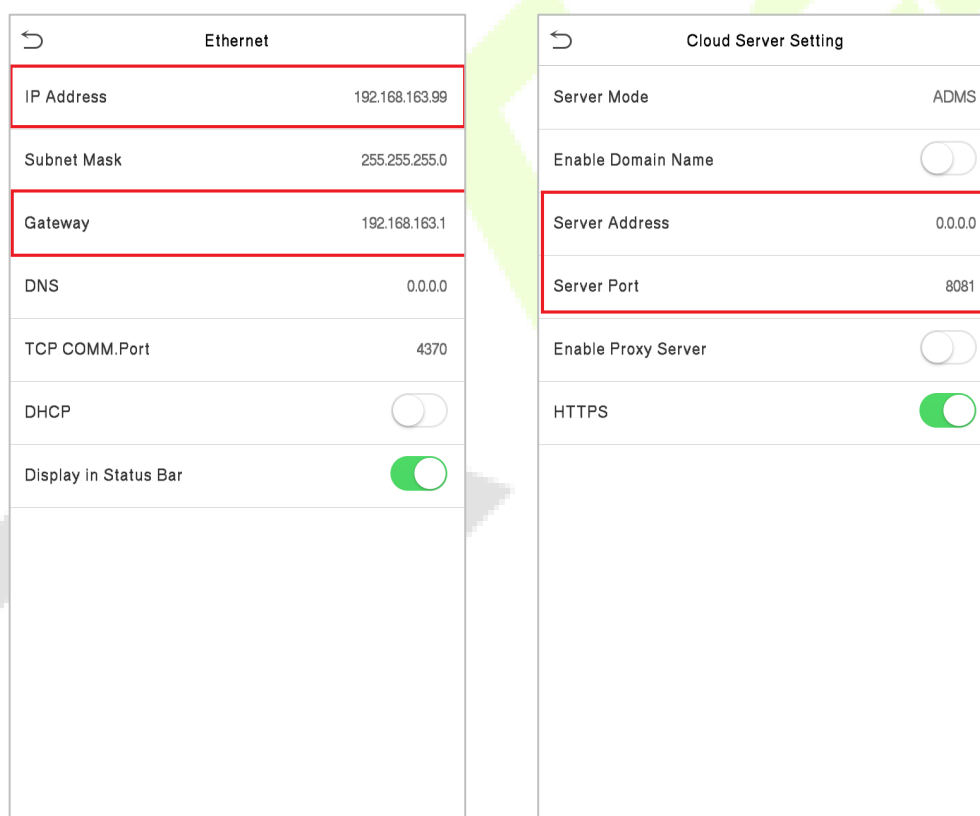 Ethernet
IP Address 192.168.163.99
Subnet Mask 255.255.255.0
Gateway 192.168.163.1
DNS 0.0.0.0
TCP COMM.Port 4370
DHCP
Display in Status Bar
Cloud Server Setting
Server Mode ADMS
Enable Domain Name
Server Address 0.0.0.0
Server Port 8081
Enable Proxy Server
HTTPS